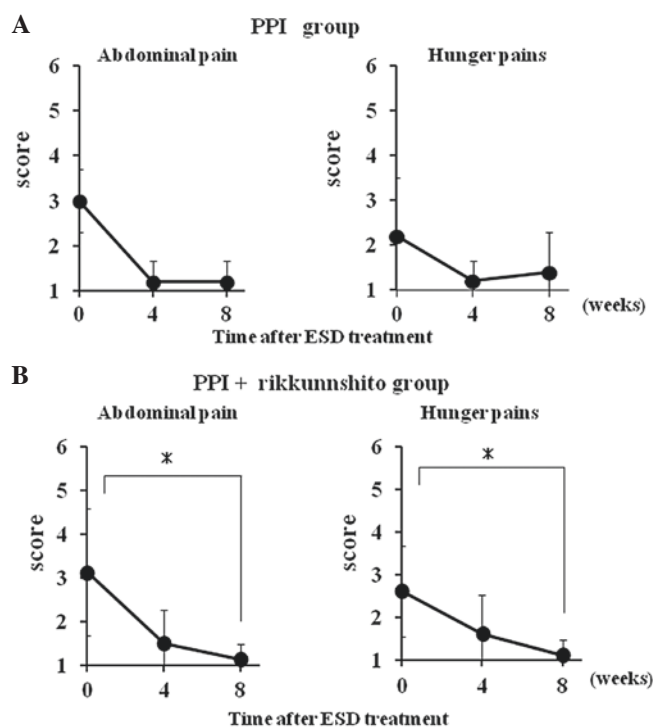 A
PPI group
Abdominal pain
Hunger pains
6
5
4
3
2
1
score
0 4 8
6
5
4
3
2
1
score
0 4 8
(weeks)
Time after ESD treatment
B
PPI + rikkunnshito group
Abdominal pain
Hunger pains
6
5
4
3
2
1
score
*
0 4 8
6
5
4
3
2
1
score
*
0 4 8
(weeks)
Time after ESD treatment